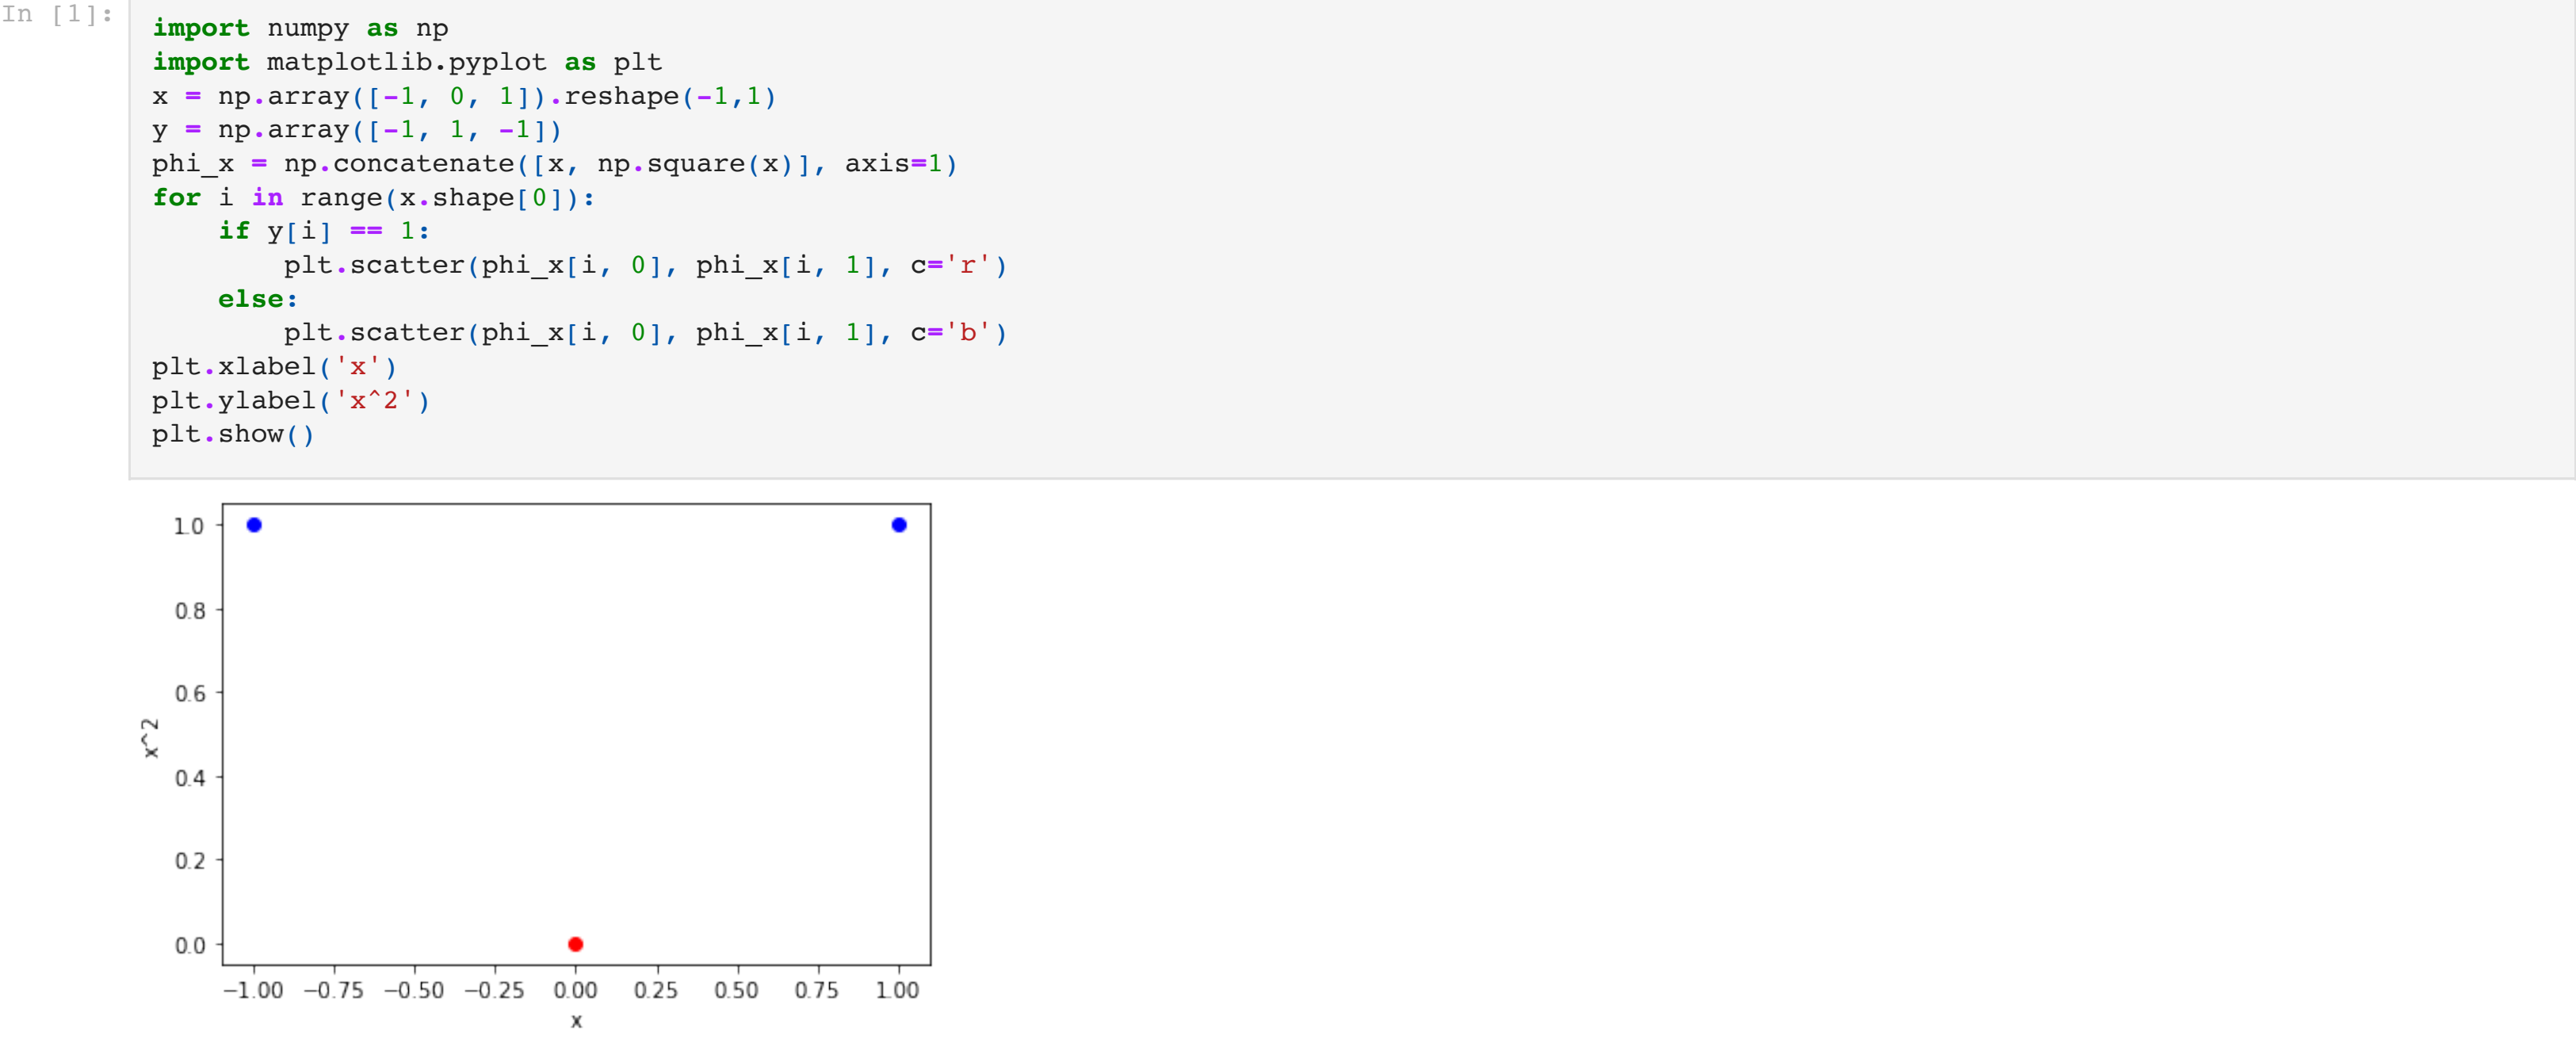 In [1]:
import numpy as np
import matplotlib.pyplot as plt
x = np.array([-1, 0, 1]).reshape(-1,1)
y = np.array([-1, 1, -1])
phi_x = np.concatenate([x, np.square(x)], axis=1)
for i in range(x.shape[0]):
    if y[i] == 1:
        plt.scatter(phi_x[i, 0], phi_x[i, 1], c='r')
    else:
        plt.scatter(phi_x[i, 0], phi_x[i, 1], c='b')
plt.xlabel('x')
plt.ylabel('x^2')
plt.show()
1.0
0.8
0.6
0.4
0.2
0.0
x^2
−1.00 −0.75 −0.50 −0.25 0.00 0.25 0.50 0.75 1.00
x